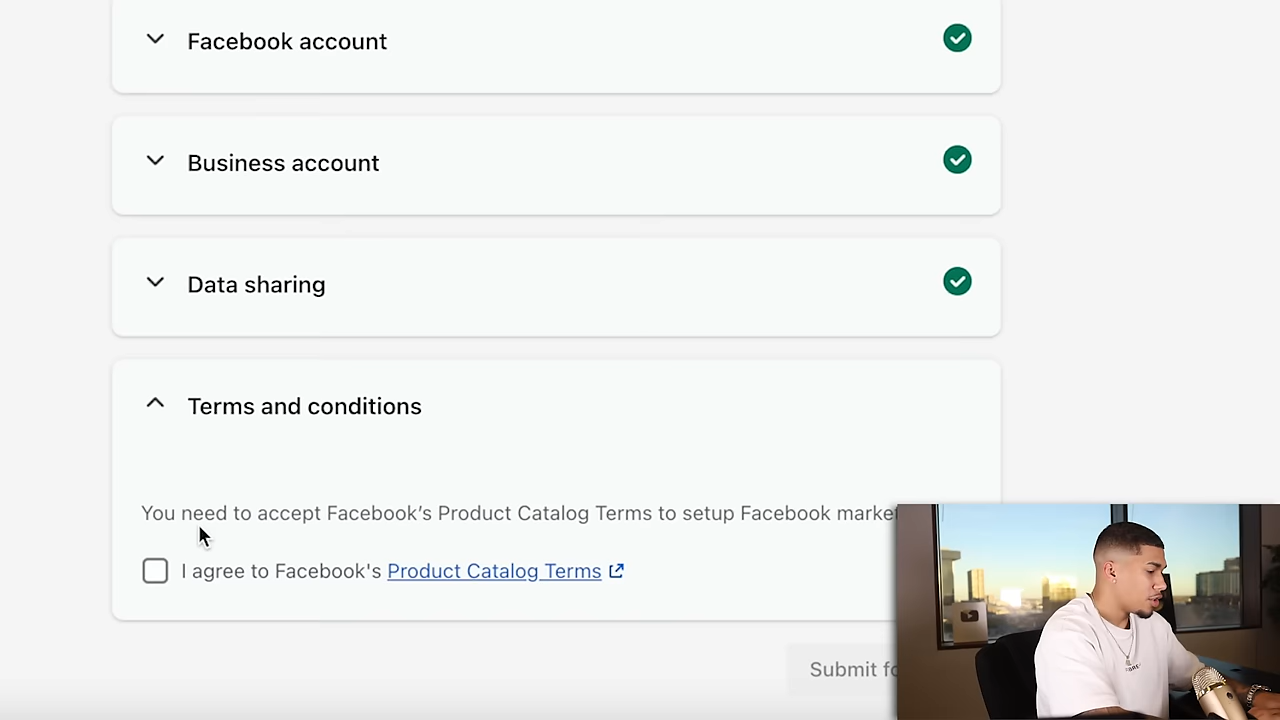 Facebook account
Business account
Data sharing
Terms and conditions
You need to accept Facebook’s Product Catalog Terms to setup Facebook
I agree to Facebook's Product Catalog Terms
Submit